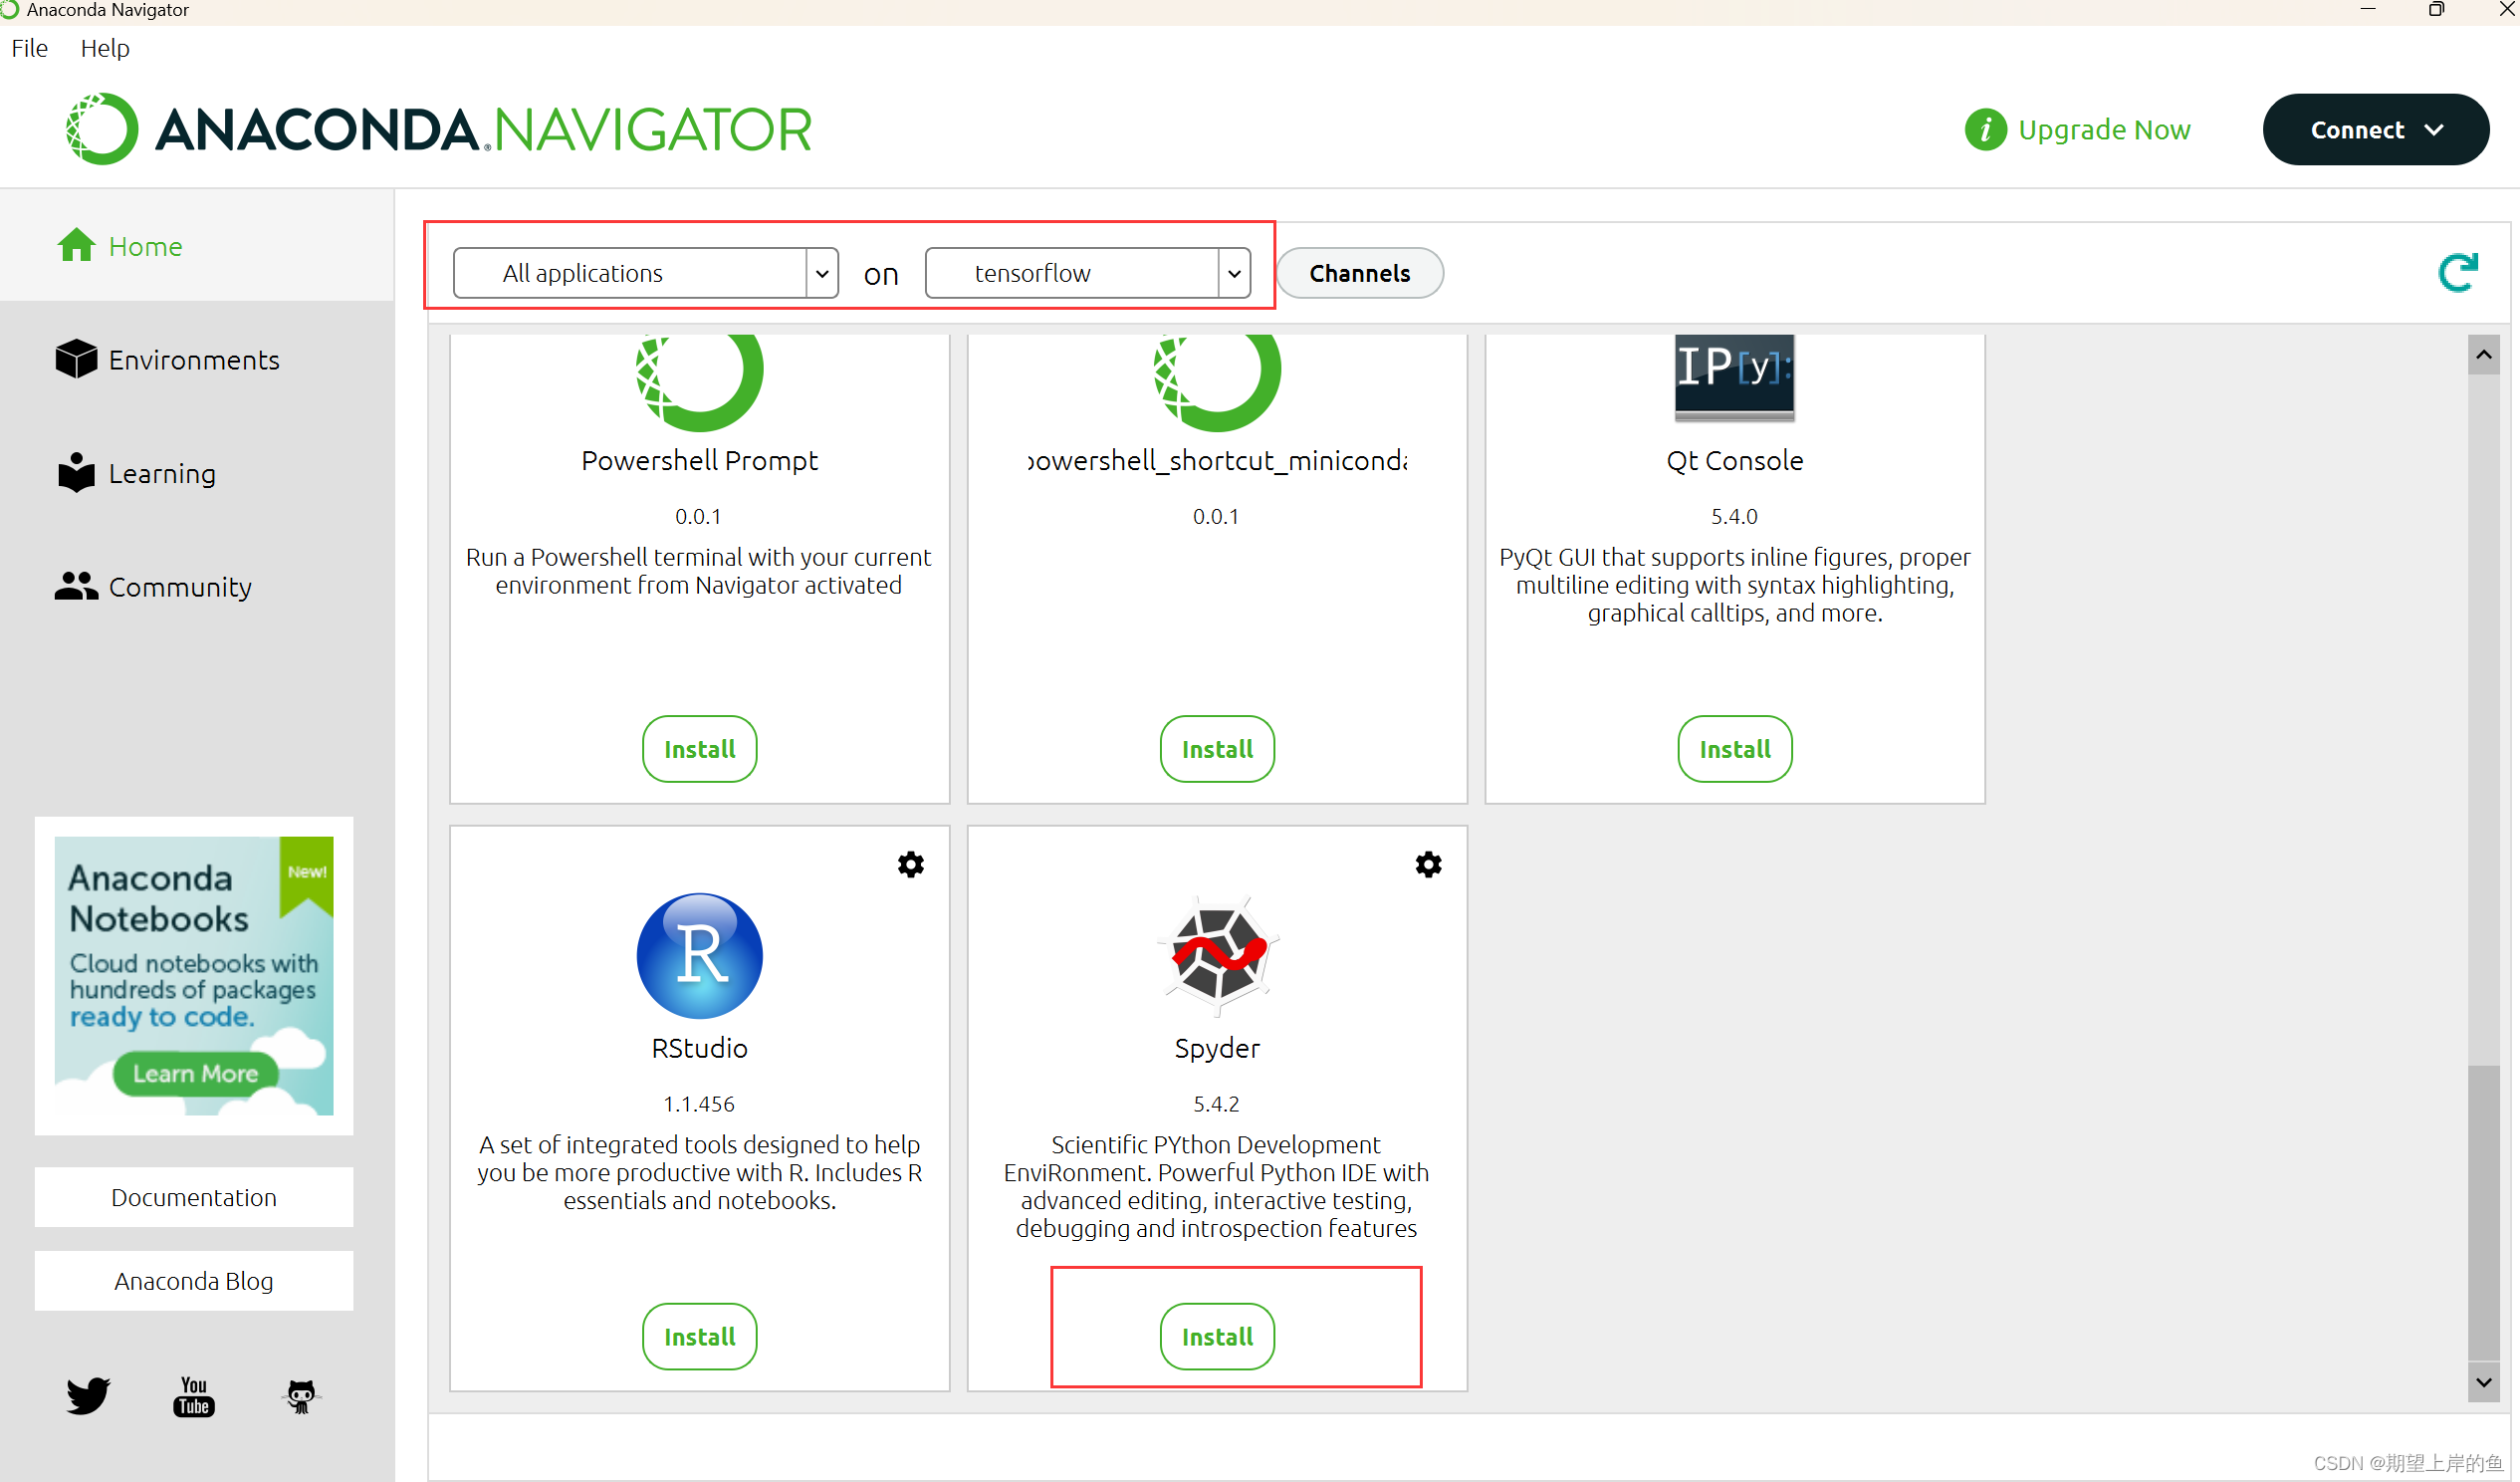 Anaconda Navigator
File Help
ANACONDA.NAVIGATOR
Upgrade Now
Connect
Home
Environments
Learning
Community
All applications on tensorflow Channels
Powershell Prompt
0.0.1
Run a Powershell terminal with your current
environment from Navigator activated
Install
powershell_shortcut_miniconda
0.0.1
Install
IP[y]:
Qt Console
5.4.0
PyQt GUI that supports inline figures, proper
multiline editing with syntax highlighting,
graphical calltips, and more.
Install
R
RStudio
1.1.456
A set of integrated tools designed to help
you be more productive with R. Includes R
essentials and notebooks.
Install
Spyder
5.4.2
Scientific PYthon Development
EnviRonment. Powerful Python IDE with
advanced editing, interactive testing,
debugging and introspection features
Install
New!
Anaconda
Notebooks
Cloud notebooks with
hundreds of packages
ready to code.
Learn More
Documentation
Anaconda Blog
You
Tube
CSDN @期望上岸的鱼